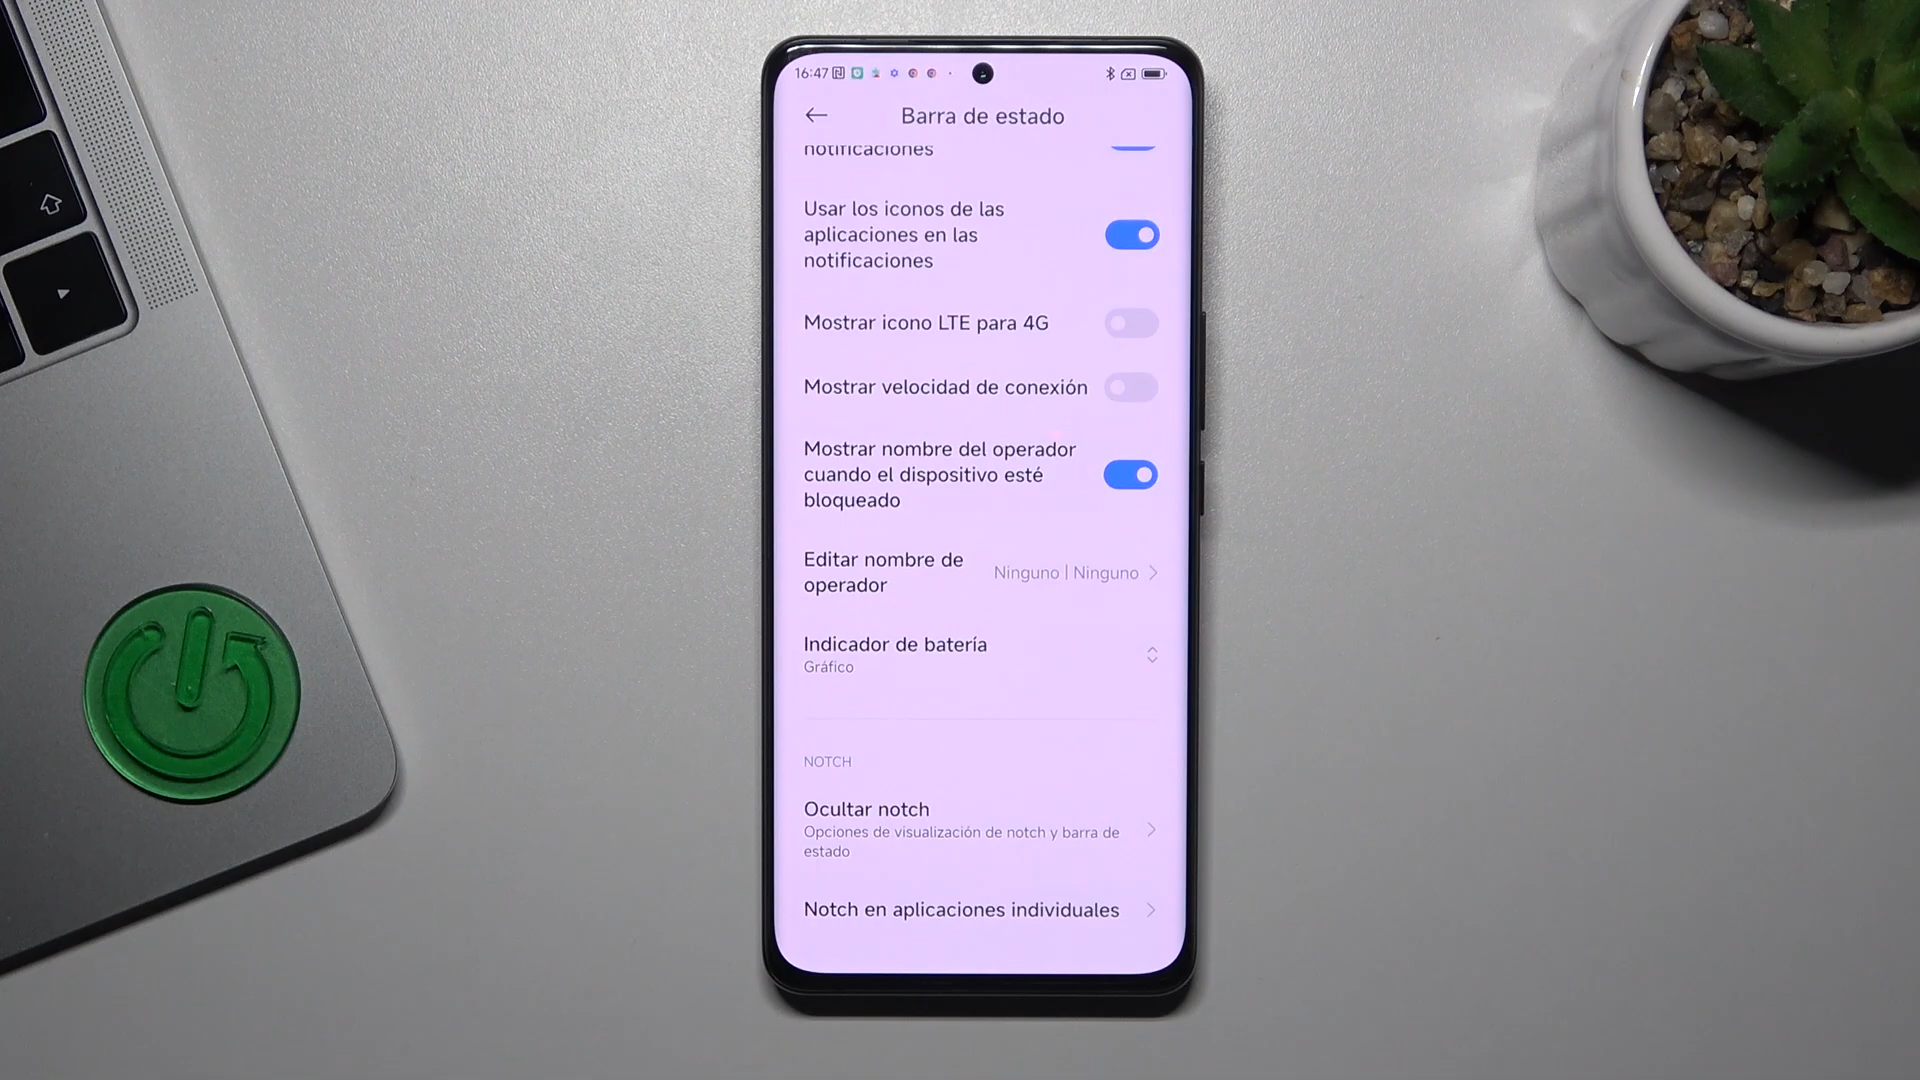 16:47
Barra de estado
notificaciones
Usar los iconos de las
aplicaciones en las
notificaciones
Mostrar icono LTE para 4G
Mostrar velocidad de conexión
Mostrar nombre del operador
cuando el dispositivo esté
bloqueado
Editar nombre de
operador
Ninguno | Ninguno
Indicador de batería
Gráfico
NOTCH
Ocultar notch
Opciones de visualización de notch y barra de
estado
Notch en aplicaciones individuales